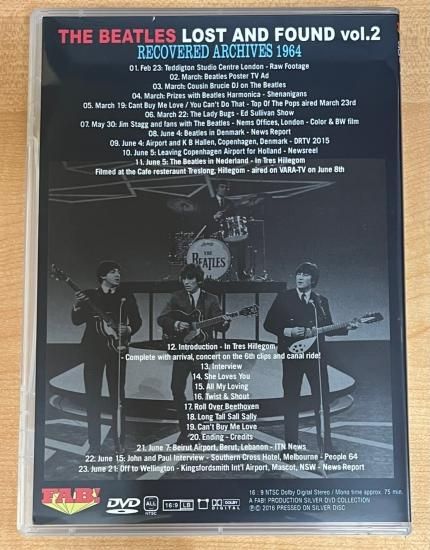 THE BEATLES LOST AND FOUND vol.2
RECOVERED ARCHIVES 1964
01. Feb 23: Teddigton Studio Centre London - Raw Footage
02. March: Beatles Poster TV Ad
03. March: Cousin Brucie DJ on The Beatles
04. March: Prizes with Beatles Harmonica - Shenanigans
05. March 19: Cant Buy Me Love / You Can't Do That - Top Of The Pops aired March 23rd
06. March 22: The Lady and Ed - Ed Sullivan Show
07. May 30: Jim Stagg and fans with The Beatles - Nems Offices, London - Color & BW film
08. June 4: Beatles in Denmark - News Report
09. June 4: Airport and K B Hallen, Copenhagen, Denmark - DRTV 2015
10. June 5: Leaving Copenhagen Airport for Holland - Newsreel
11. June 5: The Beatles in Nederland - In Tres Hillegom
Filmed at the Cafe resteraunt Treslong, Hillegom - aired on VARA-TV on June 8th
THE
BEATLES
12. Introduction - In Tres Hillegom
- Complete with arrival, concert on the 6th clips and canal ride!
13. Interview
14. She Loves You
15. All My Loving
16. Twist & Shout
17. Roll Over Beethoven
18. Long Tall Sally
19. Can't Buy Me Love
20. Ending - Credits
21. June 7: Beirut Airport, Berut, Lebanon - ITN News
22. June 15: John and Paul Interview - Southern Cross Hotel, Melbourne - People 64
23. June 21: Off to Wellington - Kingsfordsmith Int'l Airport, Mascot, NSW - News Report
FAB!
DVD
ALL
NTSC
16:9 LB
DOLBY
DIGITAL
16 : 9 NTSC Dolby Digital Stereo / Mono time approx. 75 min.
A FAB! PRODUCTION SILVER DVD COLLECTION
Ⓟ©2016 PRESSED ON SILVER DISC